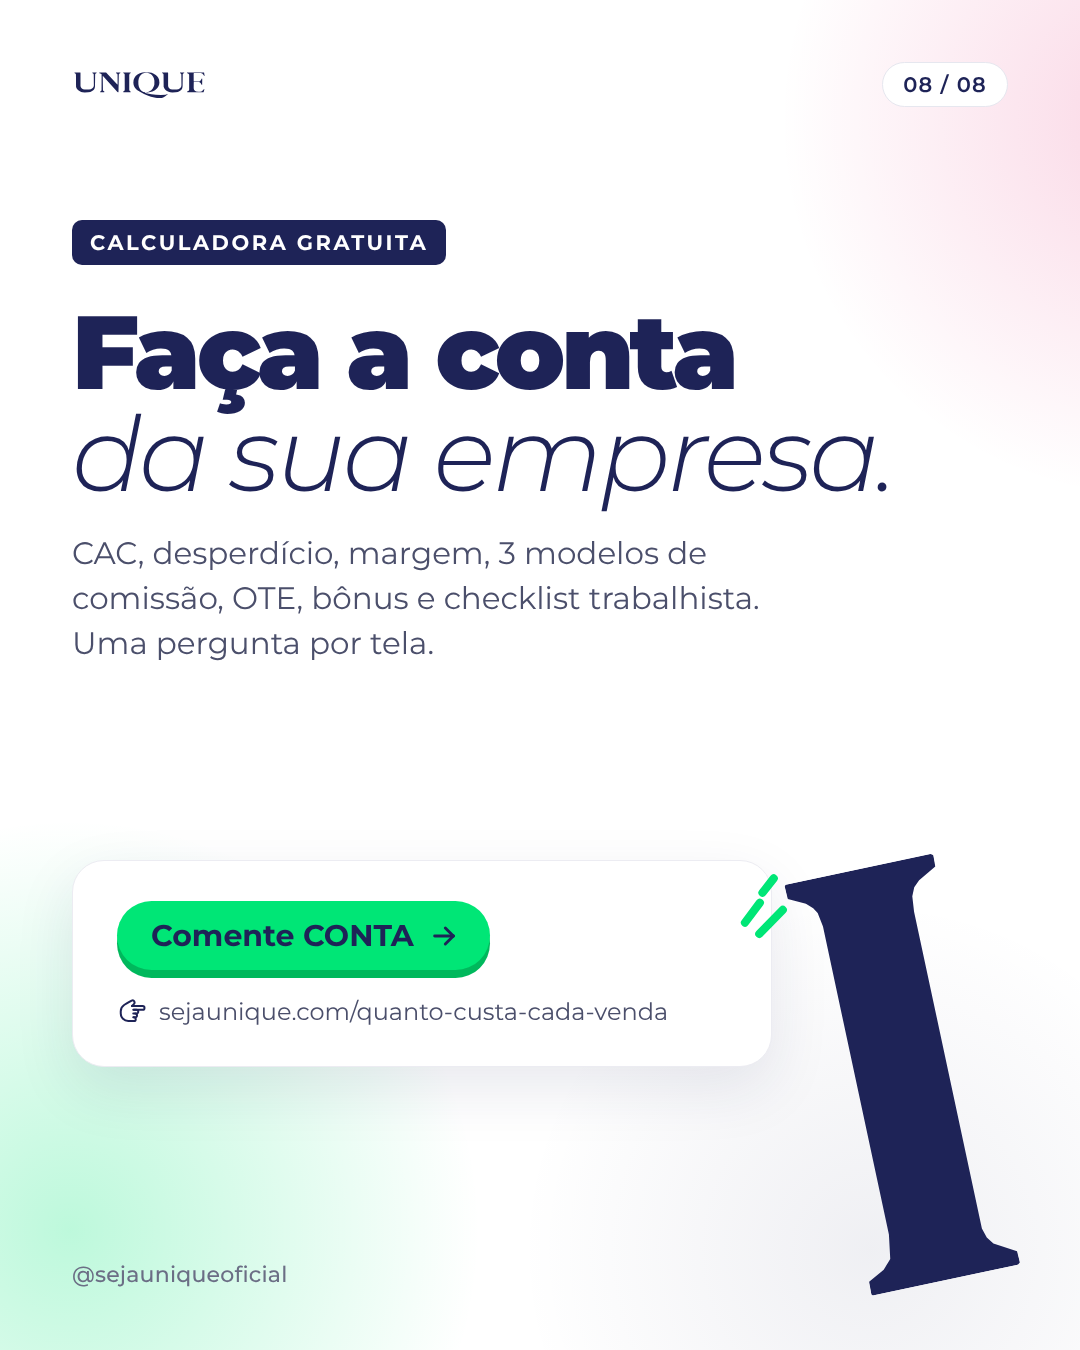 UNIQUE
08 / 08
CALCULADORA GRATUITA
Faça a conta
da sua empresa.
CAC, desperdício, margem, 3 modelos de
comissão, OTE, bônus e checklist trabalhista.
Uma pergunta por tela.
Comente CONTA →
sejaunique.com/quanto-custa-cada-venda
I
@sejauniqueoficial